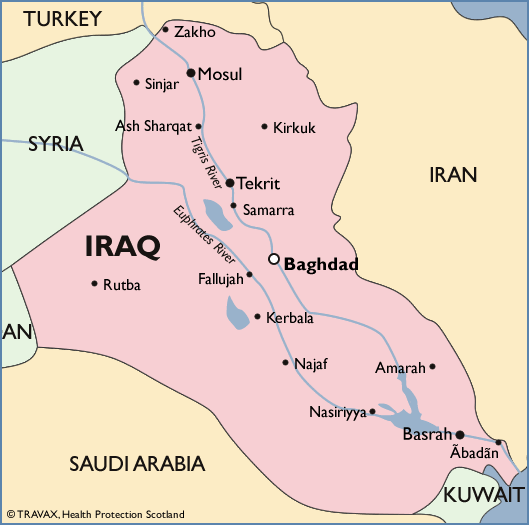 TURKEY
Zakho
Mosul
Sinjar
Ash Sharqat
Kirkuk
SYRIA
Tigris River
IRAN
Tekrit
Samarra
Euphrates River
IRAQ
Baghdad
Fallujah
Rutba
Kerbala
AN
Najaf
Amarah
Nasiriyya
Basrah
Ãbadãn
SAUDI ARABIA
KUWAIT
© TRAVAX, Health Protection Scotland